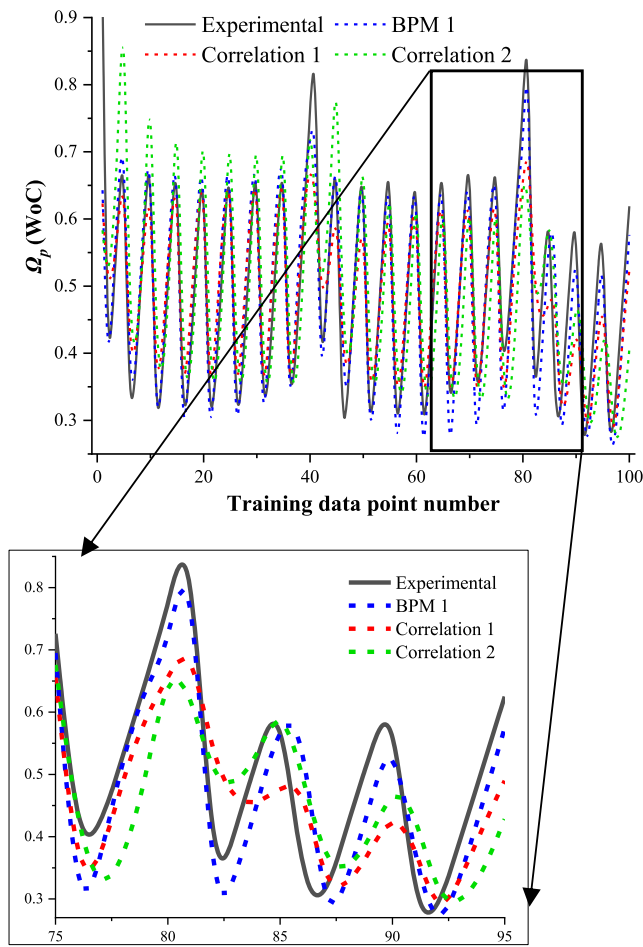 Experimental
BPM 1
Correlation 1
Correlation 2
0.9
0.8
0.7
0.6
0.5
0.4
0.3
Ωp (WoC)
0
20
40
60
80
100
Training data point number
Experimental
BPM 1
Correlation 1
Correlation 2
0.8
0.7
0.6
0.5
0.4
0.3
75
80
85
90
95